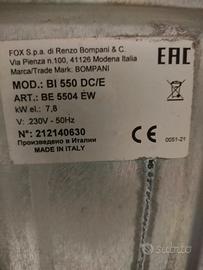 FOX S.p.a. di Renzo Bompani & C.
Via Pienza n.100, 41126 Modena Italia
Marca/Trade Mark: BOMPANI
EAC
MOD.: BI 550 DC/E
ART.: BE 5504 EW
kW el.: 7,8
V: 230V - 50Hz
N°: 212140630
CE
0051-21
Произведено в Италии
MADE IN ITALY
subito